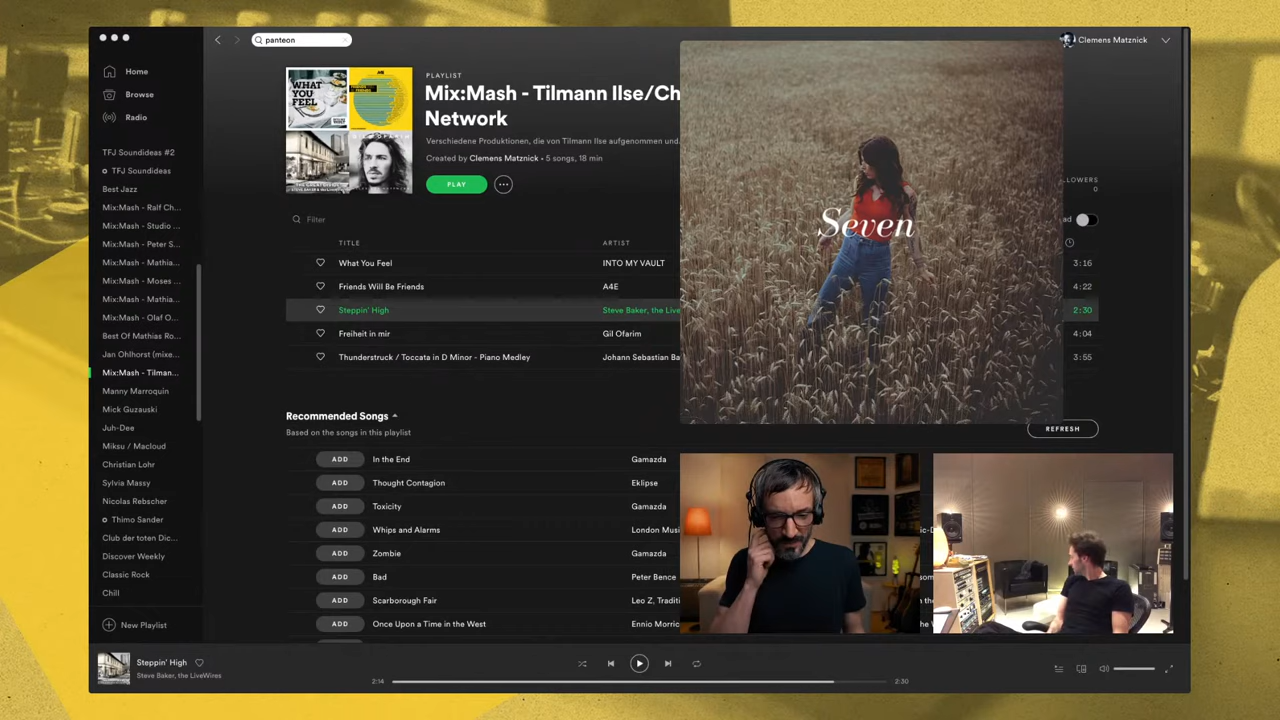 panteon
Clemens Matznick
Home
Browse
Radio
TFJ Soundideas #2
TFJ Soundideas
Best Jazz
Mix:Mash - Ralf Ch...
Mix:Mash - Studio ...
Mix:Mash - Peter S...
Mix:Mash - Mathia...
Mix:Mash - Moses ...
Mix:Mash - Mathia...
Mix:Mash - Olaf O...
Best Of Mathias Ro...
Jan Ohlhorst (mixe...
Mix:Mash - Tilman...
Manny Marroquin
Mick Guzauski
Juh-Dee
Miksu / Macloud
Christian Lohr
Sylvia Massy
Nicolas Rebscher
Thimo Sander
Club der toten Dic...
Discover Weekly
Classic Rock
Chill
New Playlist
WHAT YOU FEEL
PLAYLIST
Mix:Mash - Tilmann Ilse/Ch
Network
Verschiedene Produktionen, die von Tilmann Ilse aufgenommen und
Created by Clemens Matznick • 5 songs, 18 min
PLAY
LLOWERS
0
Filter
ad
TITLE ARTIST
What You Feel INTO MY VAULT 3:16
Friends Will Be Friends A4E 4:22
Steppin' High Steve Baker, the Live 2:30
Freiheit in mir Gil Ofarim 4:04
Thunderstruck / Toccata in D Minor - Piano Medley Johann Sebastian Ba 3:55
Seven
Recommended Songs
Based on the songs in this playlist
REFRESH
ADD In the End Gamazda
ADD Thought Contagion Eklipse
ADD Toxicity Gamazda
ADD Whips and Alarms London Musi
ADD Zombie Gamazda
ADD Bad Peter Bence
ADD Scarborough Fair Leo Z, Traditi
ADD Once Upon a Time in the West Ennio Morric
Steppin' High
Steve Baker, the LiveWires
2:14 2:30